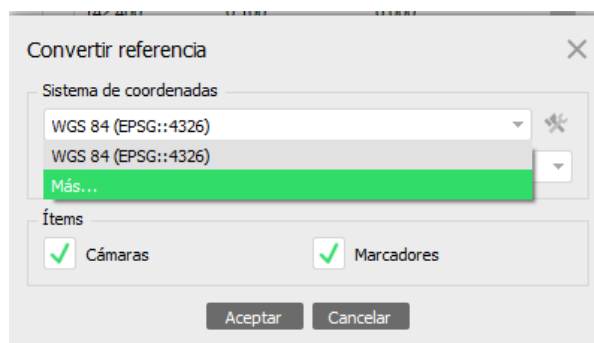 Convertir referencia
Sistema de coordenadas
WGS 84 (EPSG::4326)
WGS 84 (EPSG::4326)
Más...
Ítems
Cámaras Marcadores
Aceptar Cancelar